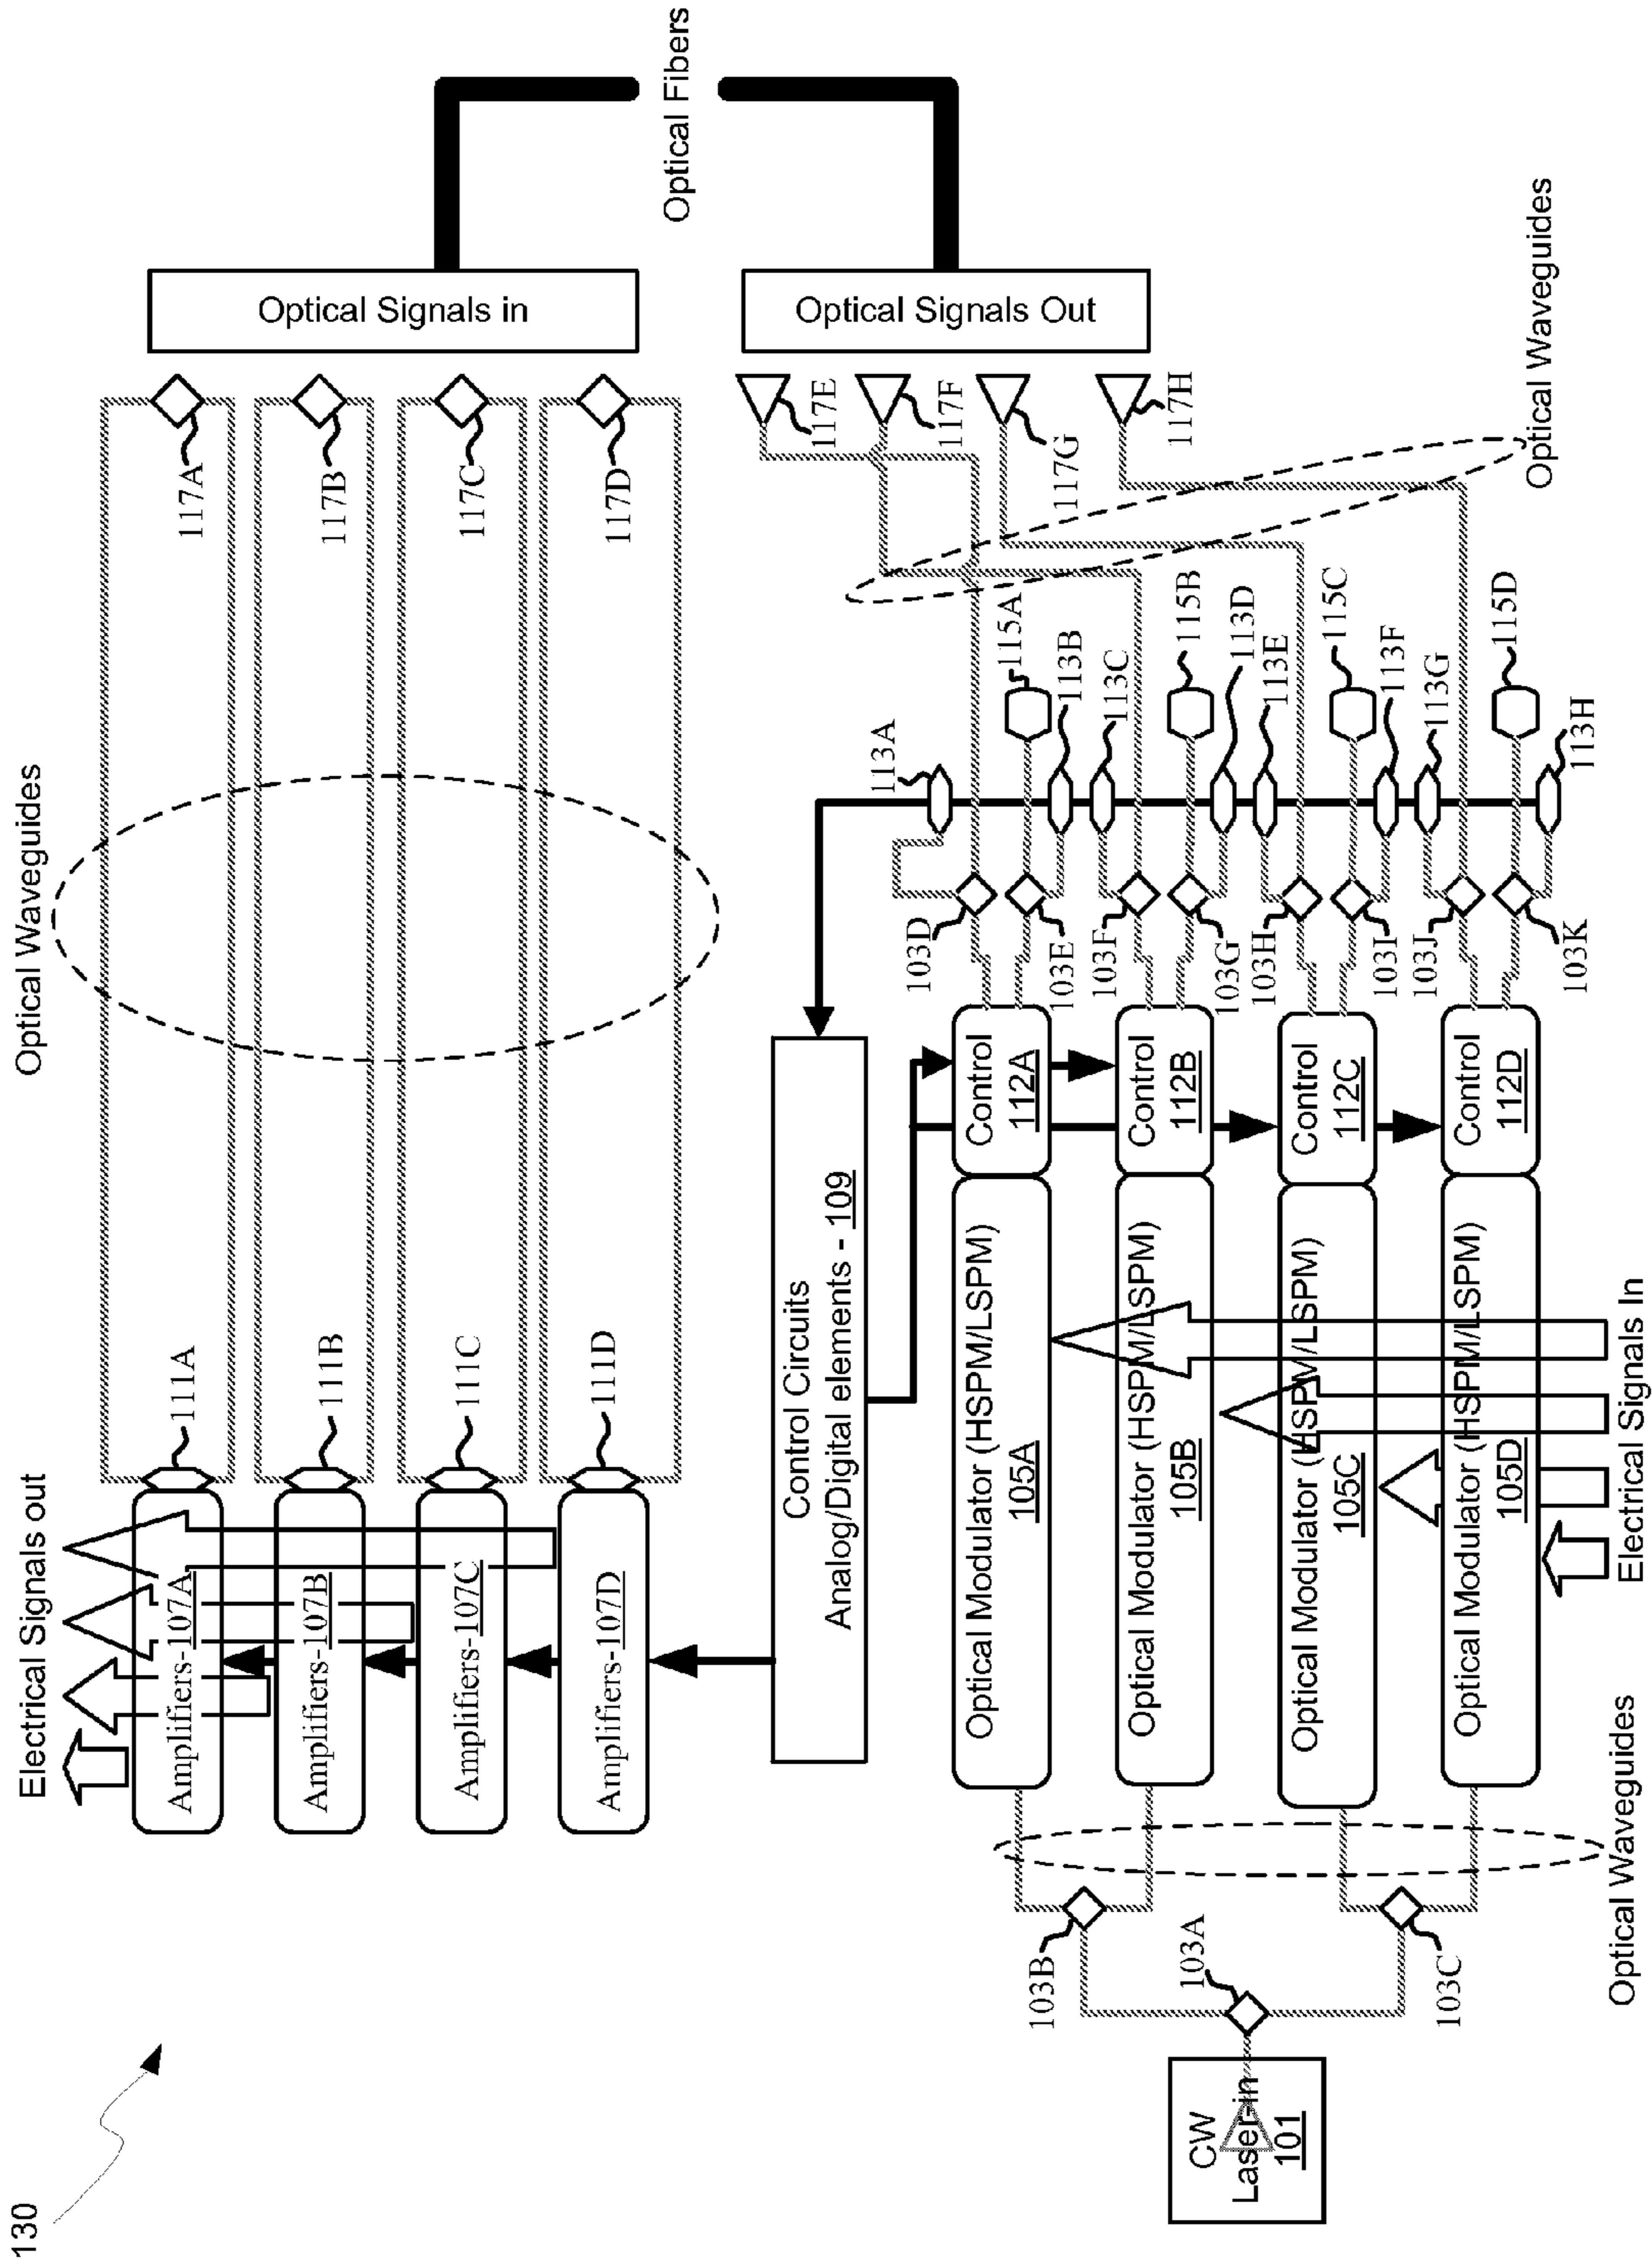 130
Electrical Signals out
Optical Waveguides
Amplifiers-107A
111A
117A
Amplifiers-107B
111B
117B
Amplifiers-107C
111C
117C
Amplifiers-107D
111D
117D
Optical Signals in
Optical Fibers
Optical Signals Out
117E
117F
117G
117H
Optical Waveguides
Control Circuits
Analog/Digital elements - 109
CW
Laser-in
101
103A
103B
103C
Optical Waveguides
Optical Modulator (HSPM/LSPM)
105A
Control
112A
Optical Modulator (HSPM/LSPM)
105B
Control
112B
Optical Modulator (HSPM/LSPM)
105C
Control
112C
Optical Modulator (HSPM/LSPM)
105D
Control
112D
Electrical Signals In
103D
103E
103F
103G
103H
103I
103J
103K
113A
115A
113B
113C
115B
113D
113E
115C
113F
113G
115D
113H